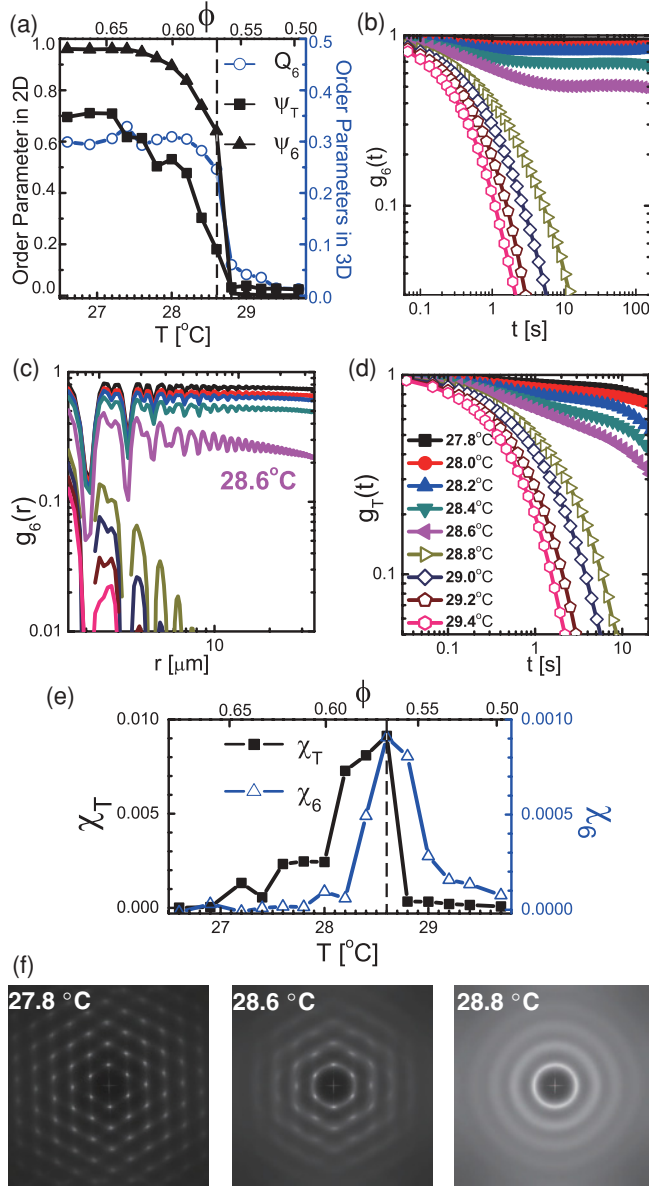 (a)
ϕ
0.65 0.60 0.55 0.50
1.0
0.8
0.6
0.4
0.2
0.0
Order Parameter in 2D
0.5
0.4
0.3
0.2
0.1
0.0
Order Parameters in 3D
Q6
ψT
ψ6
27 28 29
T [°C]
(b)
1
0.1
g6(t)
0.1 1 10 100
t [s]
(c)
1
0.1
0.01
g6(r)
28.6°C
10
r [μm]
(d)
1
0.1
gT(t)
27.8°C
28.0°C
28.2°C
28.4°C
28.6°C
28.8°C
29.0°C
29.2°C
29.4°C
0.1 1 10
t [s]
(e)
ϕ
0.65 0.60 0.55 0.50
0.010
0.005
0.000
χT
χT
χ6
0.0010
0.0005
0.0000
χ6
27 28 29
T [°C]
(f)
27.8 °C
28.6 °C
28.8 °C